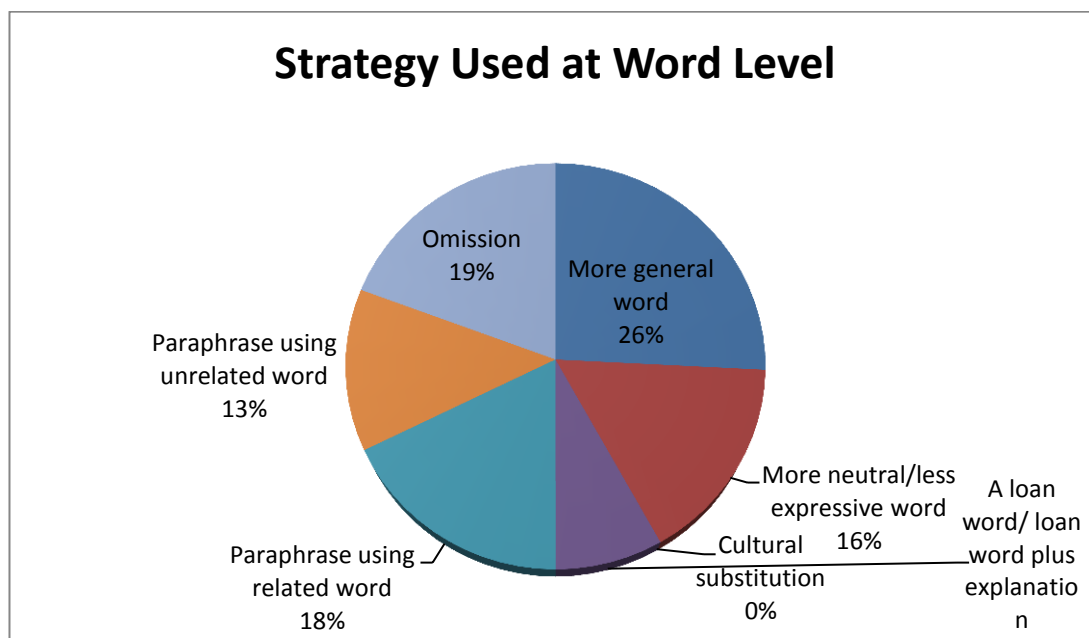 Strategy Used at Word Level
Omission
19%
More general
word
26%
Paraphrase using
unrelated word
13%
More neutral/less
expressive word
16%
A loan
word/ loan
word plus
explanatio
n
Cultural
substitution
0%
Paraphrase using
related word
18%